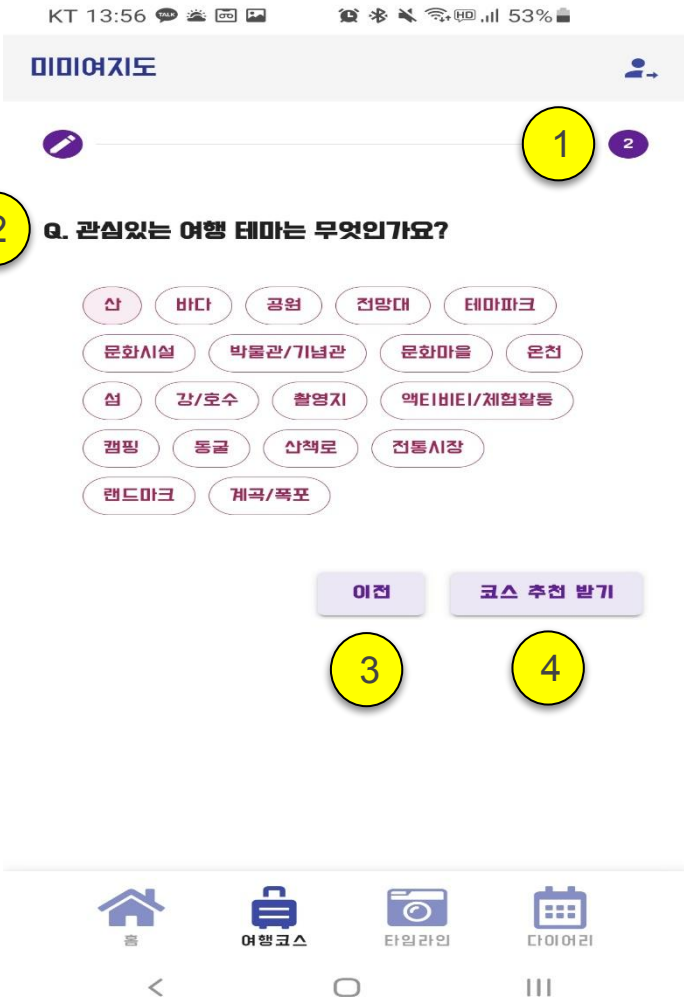 KT 13:56 TALK HD 53%
미미여지도
1 2
2 Q. 관심있는 여행 테마는 무엇인가요?
산 바다 공원 전망대 테마파크
문화시설 박물관/기념관 문화마을 온천
섬 강/호수 촬영지 액티비티/체험활동
캠핑 동굴 산책로 전통시장
랜드마크 계곡/폭포
이전 코스 추천 받기
3 4
홈 여행코스 타임라인 다이어리